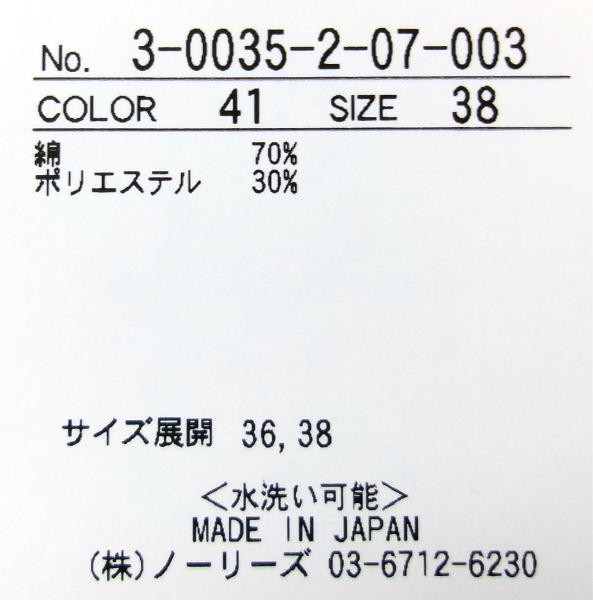 No. 3-0035-2-07-003
COLOR 41 SIZE 38
綿 70%
ポリエステル 30%
サイズ展開 36,38
＜水洗い可能＞
MADE IN JAPAN
(株)ノーリーズ 03-6712-6230